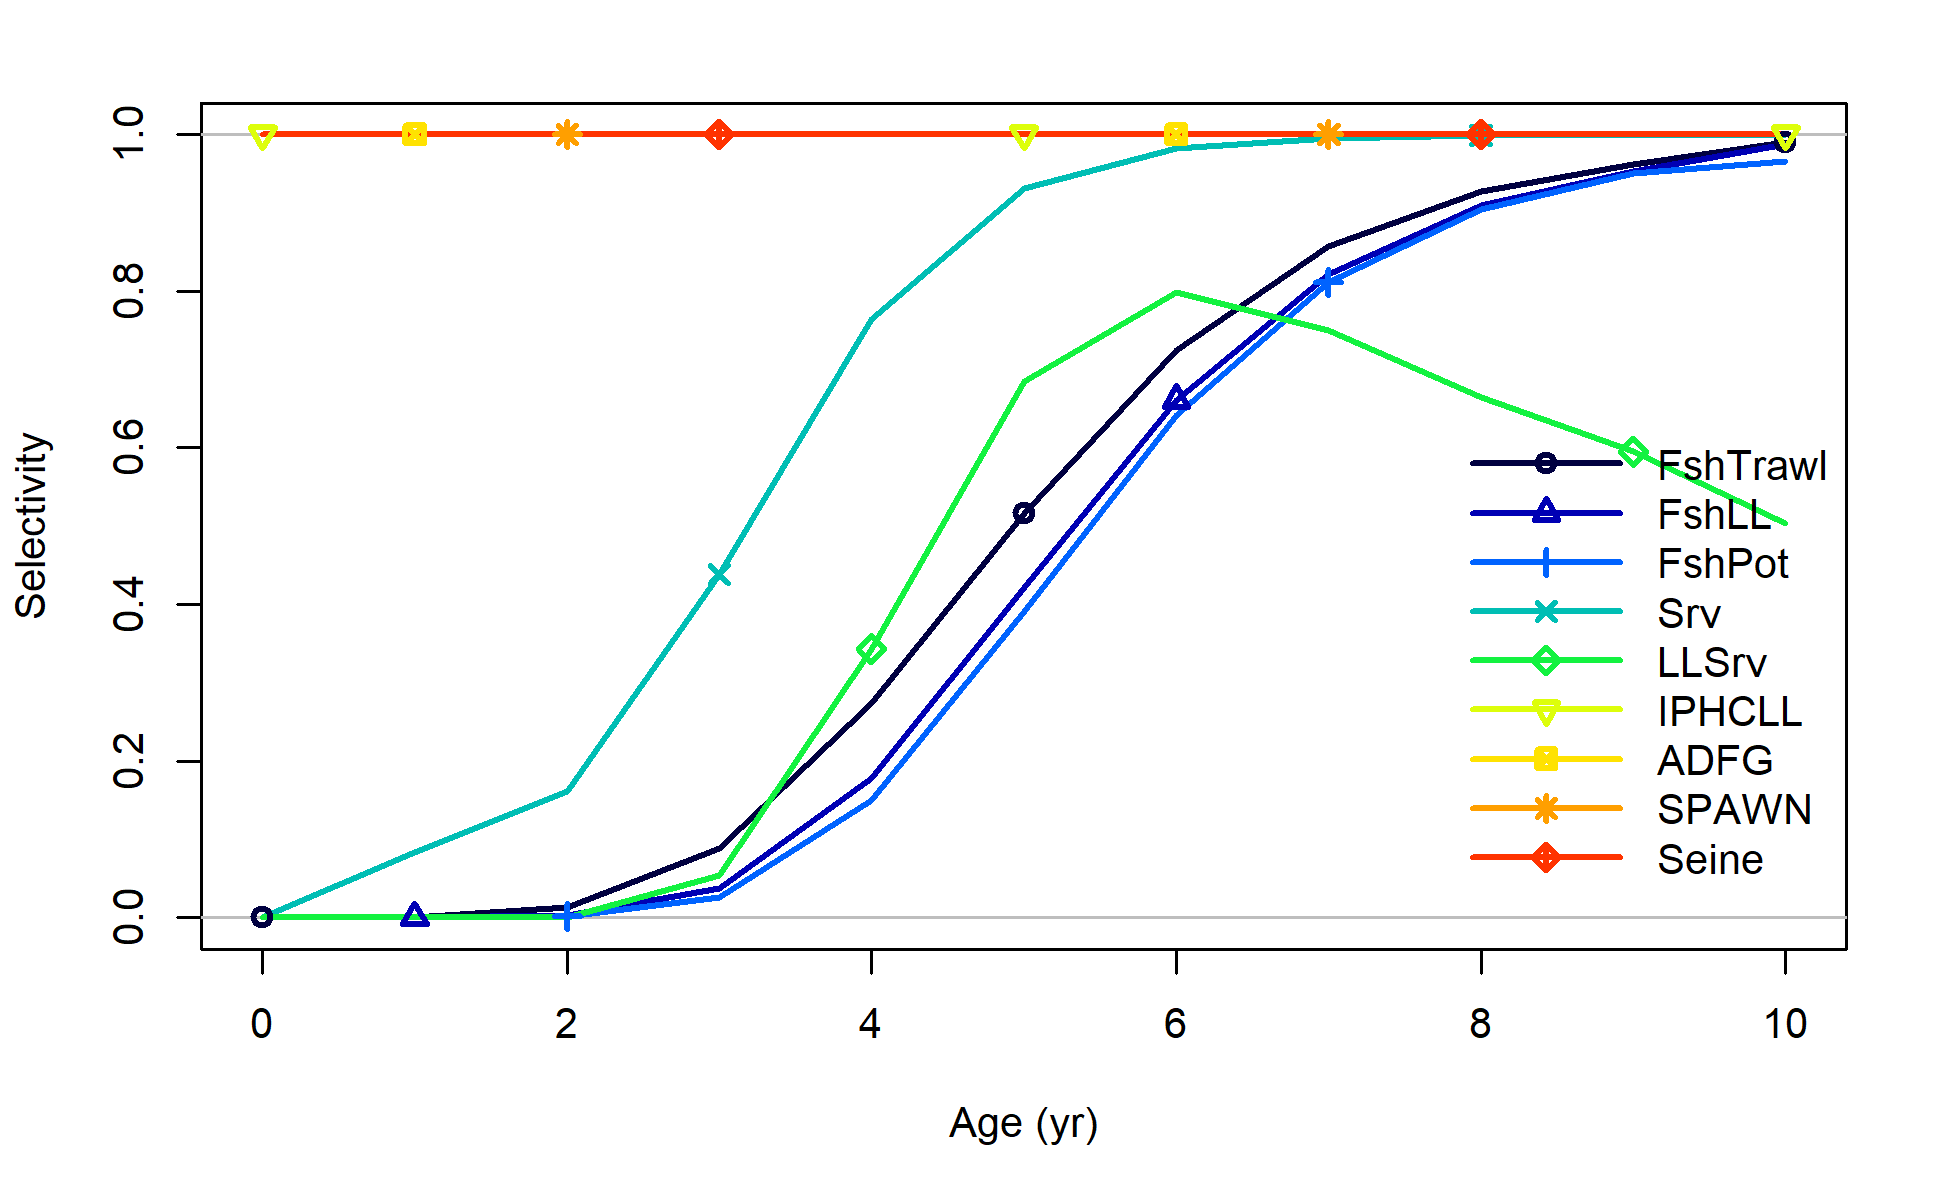 Selectivity
1.0
0.8
0.6
0.4
0.2
0.0
0 2 4 6 8 10
Age (yr)
FshTrawl
FshLL
FshPot
Srv
LLSrv
IPHCLL
ADFG
SPAWN
Seine